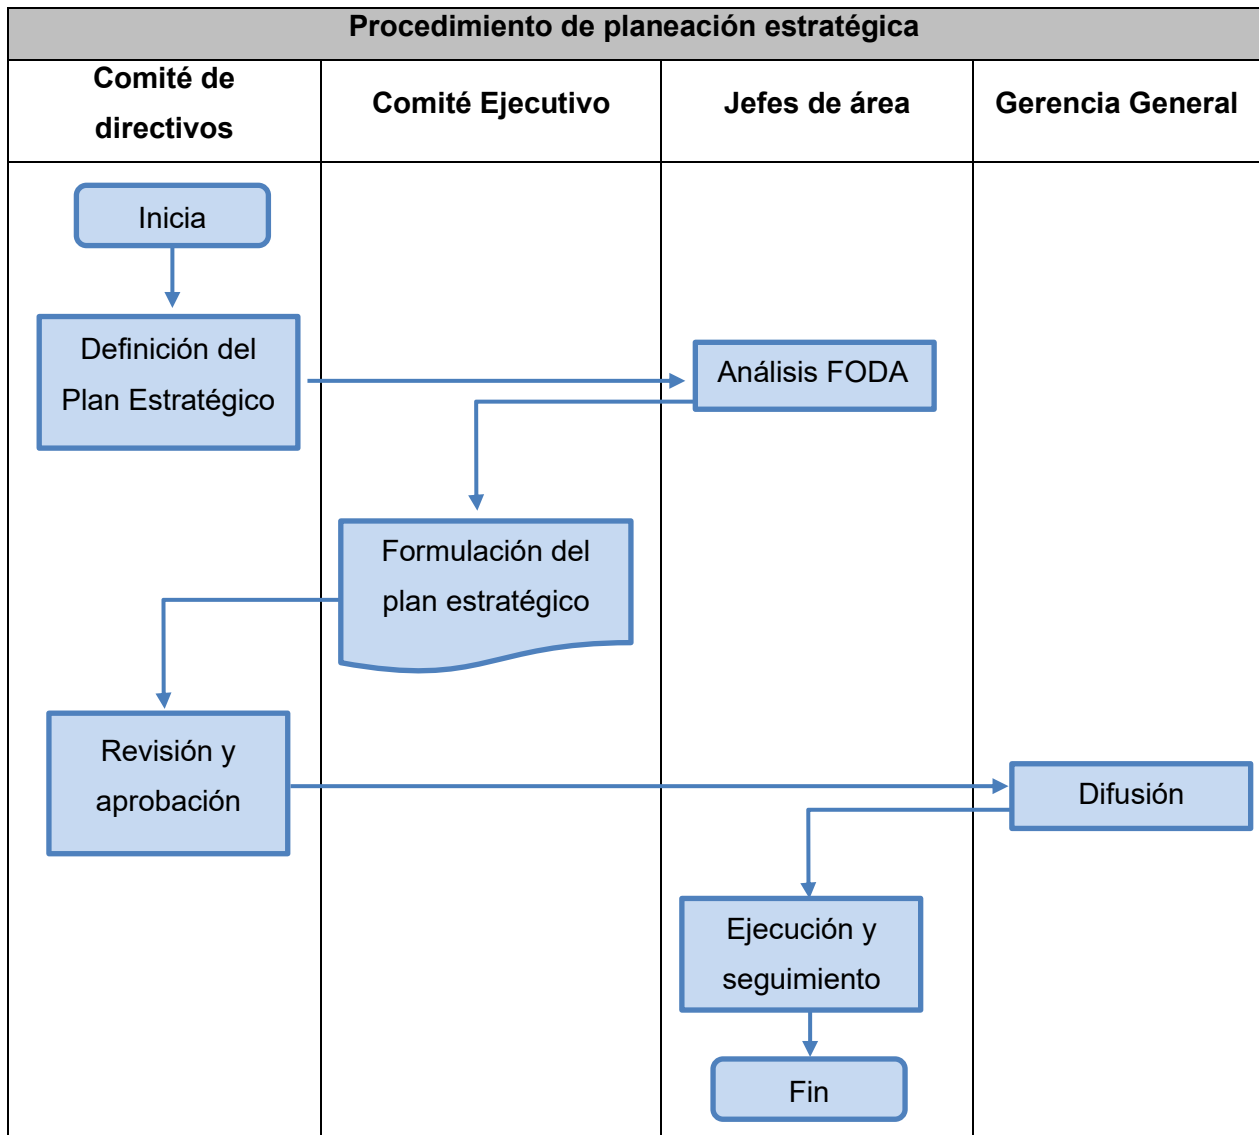 Procedimiento de planeación estratégica
Comité de
directivos
Comité Ejecutivo
Jefes de área
Gerencia General
Inicia
Definición del
Plan Estratégico
Análisis FODA
Formulación del
plan estratégico
Revisión y
aprobación
Difusión
Ejecución y
seguimiento
Fin